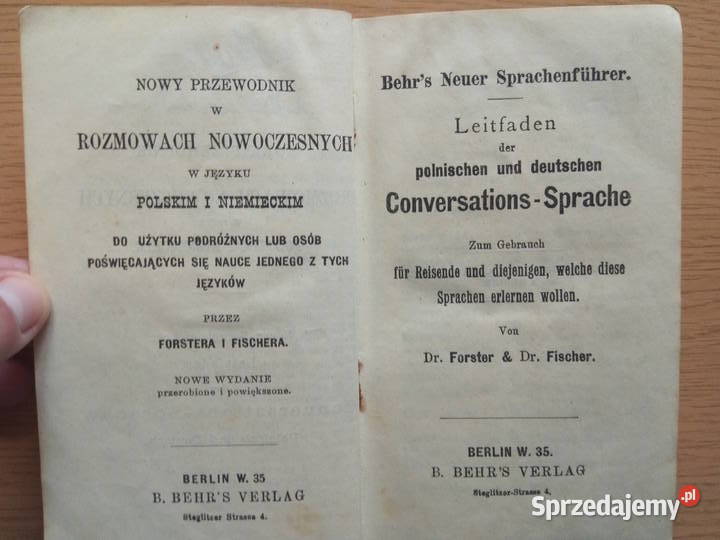 NOWY PRZEWODNIK
W
ROZMOWACH NOWOCZESNYCH
W JĘZYKU
POLSKIM I NIEMIECKIM
DO UŻYTKU PODRÓŻNYCH LUB OSÓB
POŚWIĘCAJĄCYCH SIĘ NAUCE JEDNEGO Z TYCH
JĘZYKÓW
PRZEZ
FORSTERA I FISCHERA.
NOWE WYDANIE
przerobione i powiększone.
BERLIN W. 35
B. BEHR'S VERLAG
Steglitzer Strasse 4.
Behr's Neuer Sprachenführer.
Leitfaden
der
polnischen und deutschen
Conversations-Sprache
Zum Gebrauch
für Reisende und diejenigen, welche diese
Sprachen erlernen wollen.
Von
Dr. Forster & Dr. Fischer.
BERLIN W. 35.
B. BEHR'S VERLAG
Steglitzer-Strasse 4.
Sprzedajemy.pl